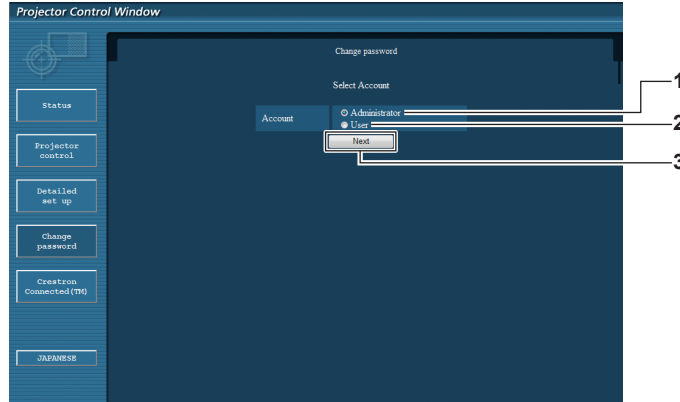 Projector Control Window
Change password
Select Account
Account
Administrator
User
Next
Status
Projector
control
Detailed
set up
Change
password
Crestron
Connected(TM)
JAPANESE
1
2
3